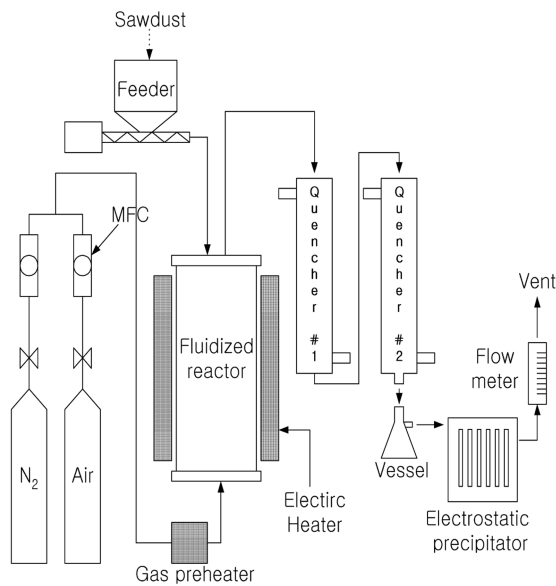 Sawdust
Feeder
MFC
Quencher #1
Quencher #2
Vent
Fluidized
reactor
Flow
meter
N2
Air
Vessel
Electirc
Heater
Electrostatic
precipitator
Gas preheater